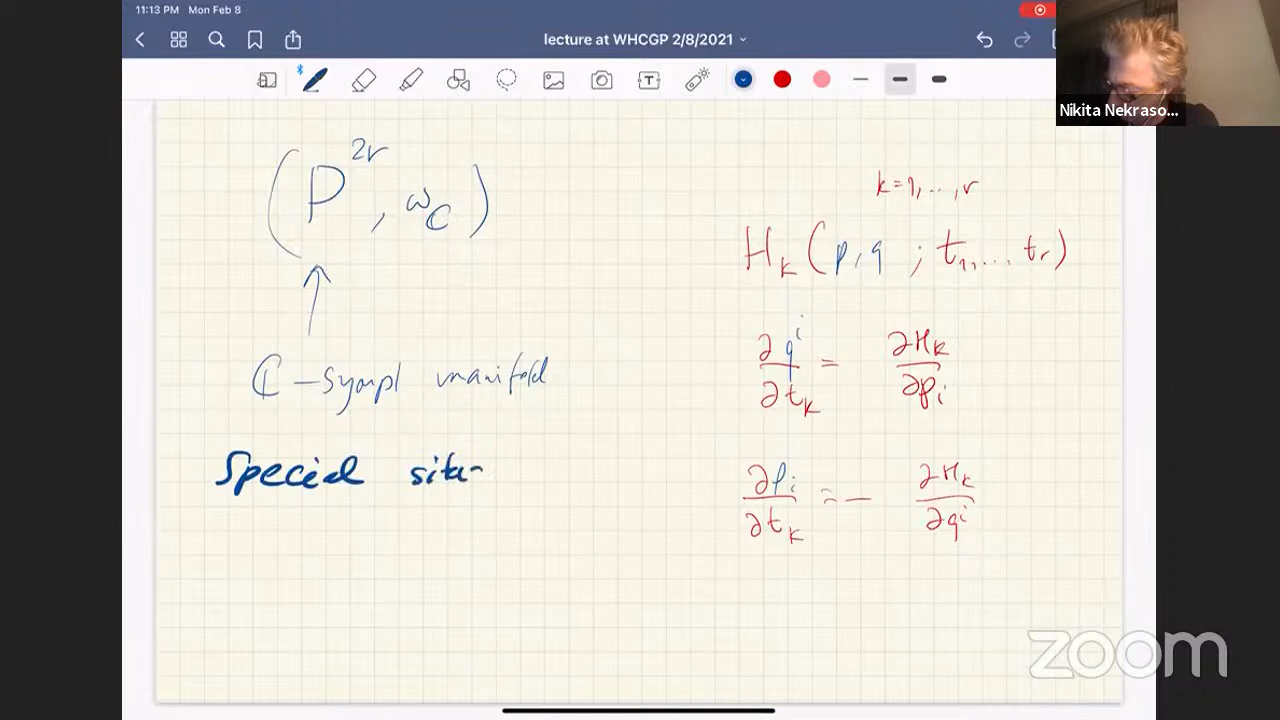 11:13 PM Mon Feb 8
lecture at WHCGP 2/8/2021
Nikita Nekraso...
(P^{2r}, ω_ℂ)
ℂ-sympl manifold
Special situ
k=1,...,r
H_k (p, q ; t_1,... t_r)
∂q^i/∂t_k = ∂H_k/∂p_i
∂p_i/∂t_k = - ∂H_k/∂q^i
zoom